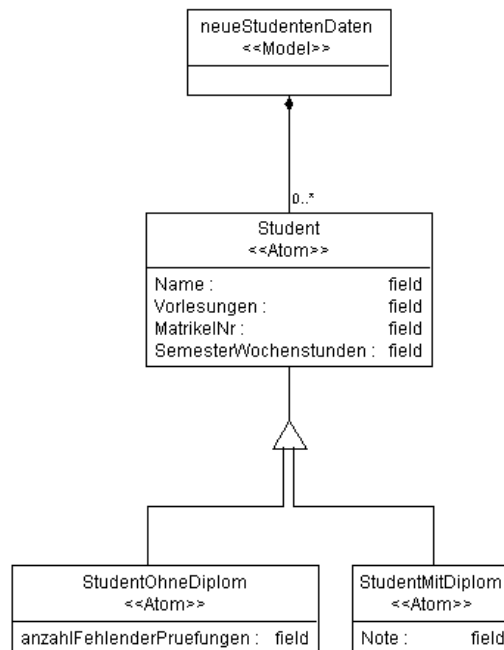 neueStudentenDaten
<<Model>>
0..*
Student
<<Atom>>
Name : field
Vorlesungen : field
MatrikelNr : field
SemesterWochenstunden : field
StudentOhneDiplom
<<Atom>>
anzahlFehlenderPruefungen : field
StudentMitDiplom
<<Atom>>
Note : field